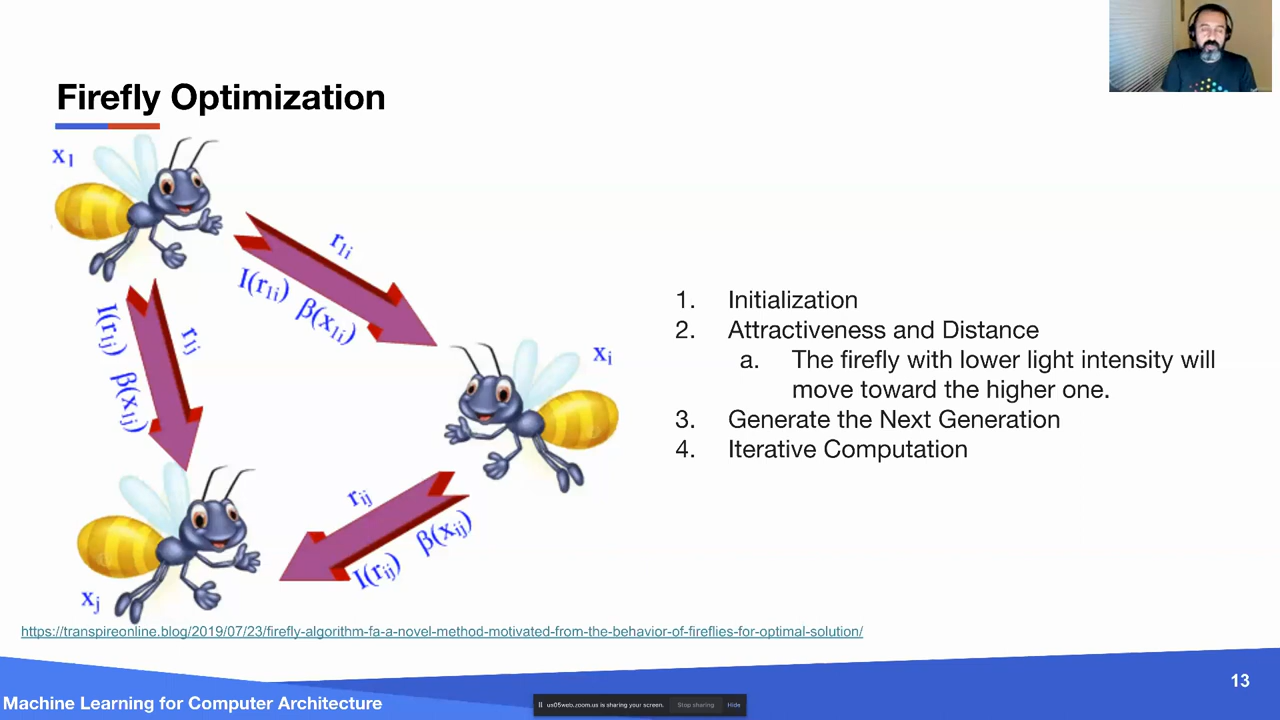 Firefly Optimization
x1
r1i
I(r1i) β(x1i)
I(r1j) β(x1j)
r1j
xi
1. Initialization
2. Attractiveness and Distance
a. The firefly with lower light intensity will
move toward the higher one.
3. Generate the Next Generation
4. Iterative Computation
rij
I(rij) β(xij)
xj
https://transpireonline.blog/2019/07/23/firefly-algorithm-fa-a-novel-method-motivated-from-the-behavior-of-fireflies-for-optimal-solution/
13
Machine Learning for Computer Architecture
us05web.zoom.us is sharing your screen. Stop sharing Hide